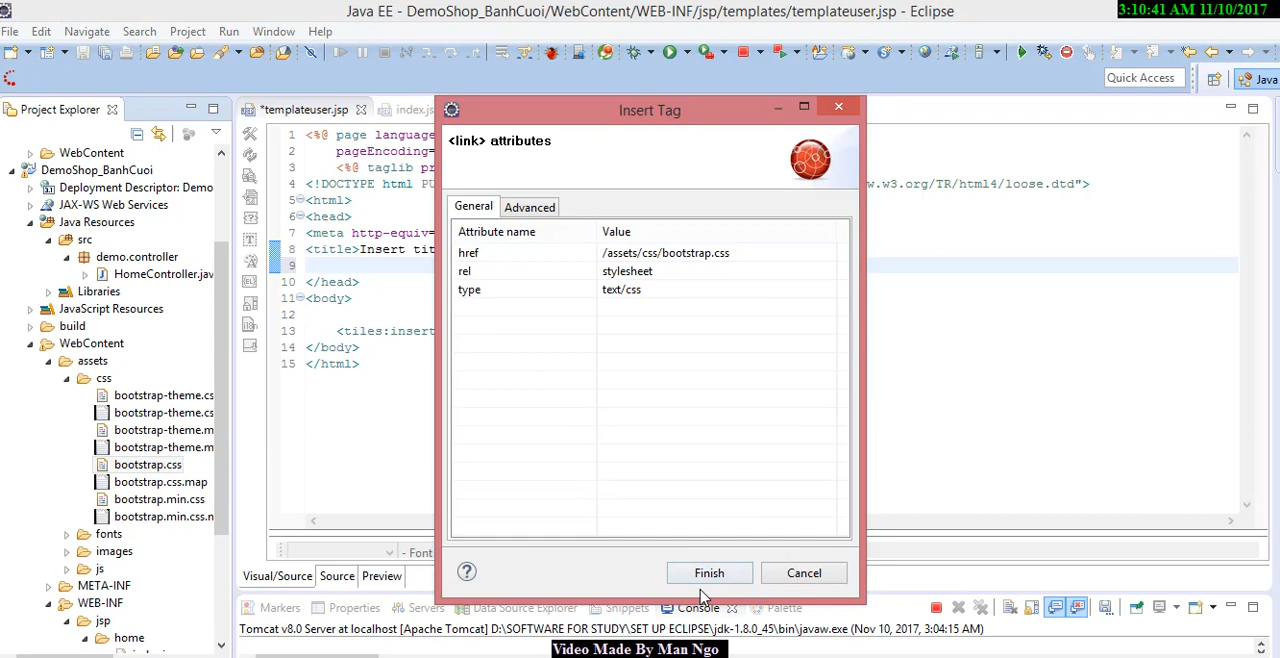 Java EE - DemoShop_BanhCuoi/WebContent/WEB-INF/jsp/templates/templateuser.jsp - Eclipse
3:10:41 AM 11/10/2017
File Edit Navigate Search Project Run Window Help
Quick Access
Java
Project Explorer
*templateuser.jsp
index.js
WebContent
DemoShop_BanhCuoi
Deployment Descriptor: Demo
JAX-WS Web Services
Java Resources
src
demo.controller
HomeController.jav
Libraries
JavaScript Resources
build
WebContent
assets
css
bootstrap-theme.cs
bootstrap-theme.c
bootstrap-theme.m
bootstrap-theme.m
bootstrap.css
bootstrap.css.map
bootstrap.min.css
bootstrap.min.css.m
fonts
images
js
META-INF
WEB-INF
jsp
home
1 <%@ page languag
2 pageEncoding=
3 <%@ taglib pr
4 <!DOCTYPE html PU w.w3.org/TR/html4/loose.dtd">
5 <html>
6 <head>
7 <meta http-equiv=
8 <title>Insert tit
9
10 </head>
11 <body>
12
13 <tiles:insert
14 </body>
15 </html>
Insert Tag
<link> attributes
General Advanced
Attribute name Value
href /assets/css/bootstrap.css
rel stylesheet
type text/css
Finish Cancel
- Font
Visual/Source Source Preview
Markers Properties Servers Data Source Explorer Snippets Console Palette
Tomcat v8.0 Server at localhost [Apache Tomcat] D:\SOFTWARE FOR STUDY\SET UP ECLIPSE\jdk-1.8.0_45\bin\javaw.exe (Nov 10, 2017, 3:04:15 AM)
Video Made By Man Ngo